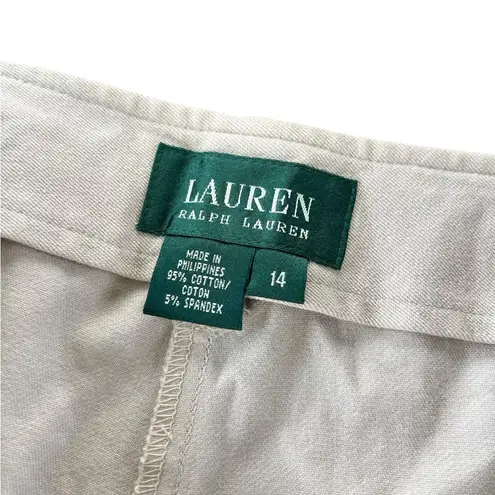 LAUREN
RALPH LAUREN
MADE IN
PHILIPPINES
95% COTTON/
COTON
5% SPANDEX
14